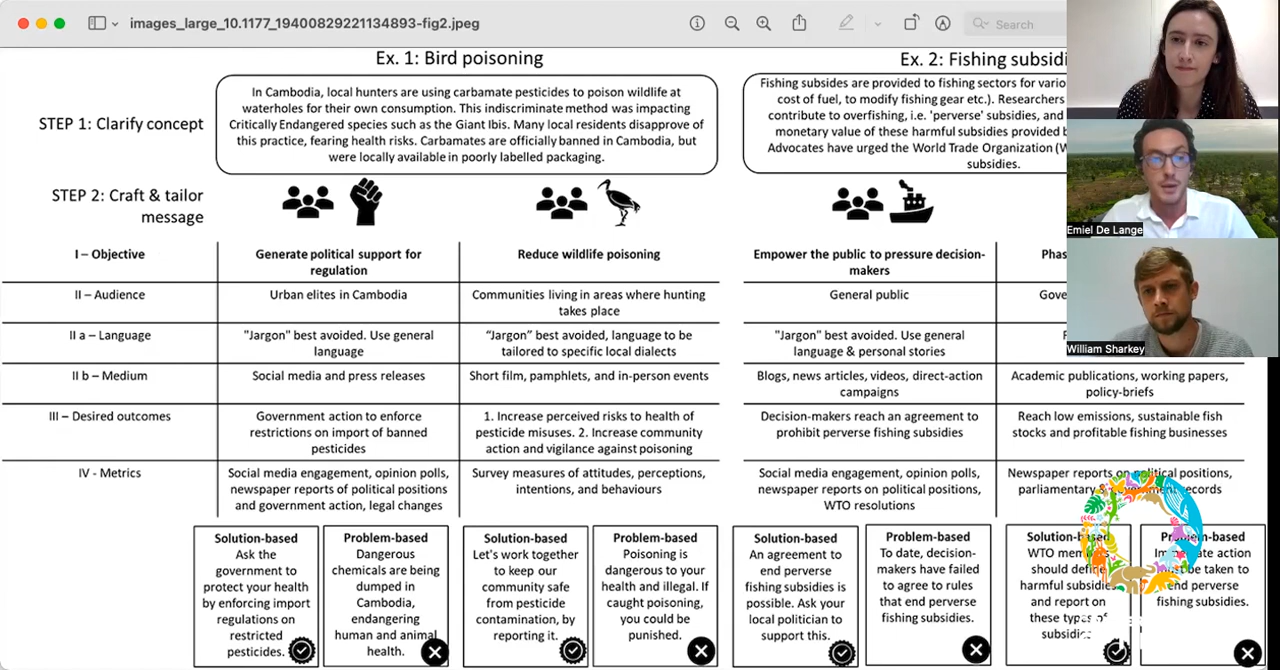 images_large_10.1177_19400829221134893-fig2.jpeg
Search
Ex. 1: Bird poisoning
Ex. 2: Fishing subsidi
STEP 1: Clarify concept
In Cambodia, local hunters are using carbamate pesticides to poison wildlife at
waterholes for their own consumption. This indiscriminate method was impacting
Critically Endangered species such as the Giant Ibis. Many local residents disapprove of
this practice, fearing health risks. Carbamates are officially banned in Cambodia, but
were locally available in poorly labelled packaging.
Fishing subsides are provided to fishing sectors for vario
cost of fuel, to modify fishing gear etc.). Researchers
contribute to overfishing, i.e. 'perverse' subsidies, and
monetary value of these harmful subsidies provided b
Advocates have urged the World Trade Organization (W
subsidies.
STEP 2: Craft & tailor
message
I – Objective
Generate political support for
regulation
Reduce wildlife poisoning
Empower the public to pressure decision-
makers
Phas
II – Audience
Urban elites in Cambodia
Communities living in areas where hunting
takes place
General public
Gove
II a – Language
"Jargon" best avoided. Use general
language
“Jargon” best avoided, language to be
tailored to specific local dialects
"Jargon" best avoided. Use general
language & personal stories
II b – Medium
Social media and press releases
Short film, pamphlets, and in-person events
Blogs, news articles, videos, direct-action
campaigns
Academic publications, working papers,
policy-briefs
III – Desired outcomes
Government action to enforce
restrictions on import of banned
pesticides
1. Increase perceived risks to health of
pesticide misuses. 2. Increase community
action and vigilance against poisoning
Decision-makers reach an agreement to
prohibit perverse fishing subsidies
Reach low emissions, sustainable fish
stocks and profitable fishing businesses
IV - Metrics
Social media engagement, opinion polls,
newspaper reports of political positions
and government action, legal changes
Survey measures of attitudes, perceptions,
intentions, and behaviours
Social media engagement, opinion polls,
newspaper reports on political positions,
WTO resolutions
Newspaper reports on political positions,
parliamentary & government records
Solution-based
Ask the
government to
protect your health
by enforcing import
regulations on
restricted
pesticides.
Problem-based
Dangerous
chemicals are being
dumped in
Cambodia,
endangering
human and animal
health.
Solution-based
Let's work together
to keep our
community safe
from pesticide
contamination, by
reporting it.
Problem-based
Poisoning is
dangerous to your
health and illegal. If
caught poisoning,
you could be
punished.
Solution-based
An agreement to
end perverse
fishing subsidies is
possible. Ask your
local politician to
support this.
Problem-based
To date, decision-
makers have failed
to agree to rules
that end perverse
fishing subsidies.
Solution-based
WTO members
should define
harmful subsidies
and report on
these types of
subsidies
Problem-based
Immediate action
must be taken to
end perverse
fishing subsidies.
Emiel De Lange
William Sharkey